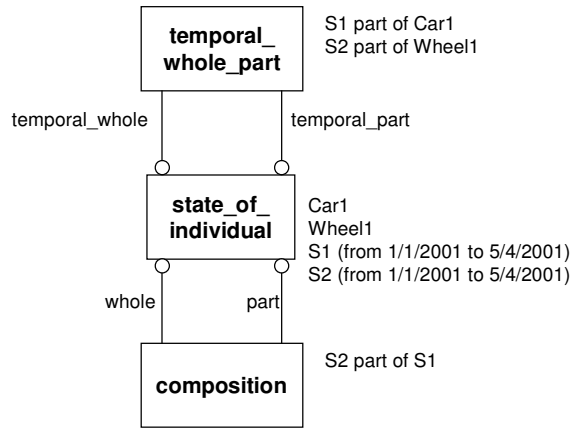 temporal_
whole_part
S1 part of Car1
S2 part of Wheel1
temporal_whole
temporal_part
state_of_
individual
Car1
Wheel1
S1 (from 1/1/2001 to 5/4/2001)
S2 (from 1/1/2001 to 5/4/2001)
whole
part
composition
S2 part of S1